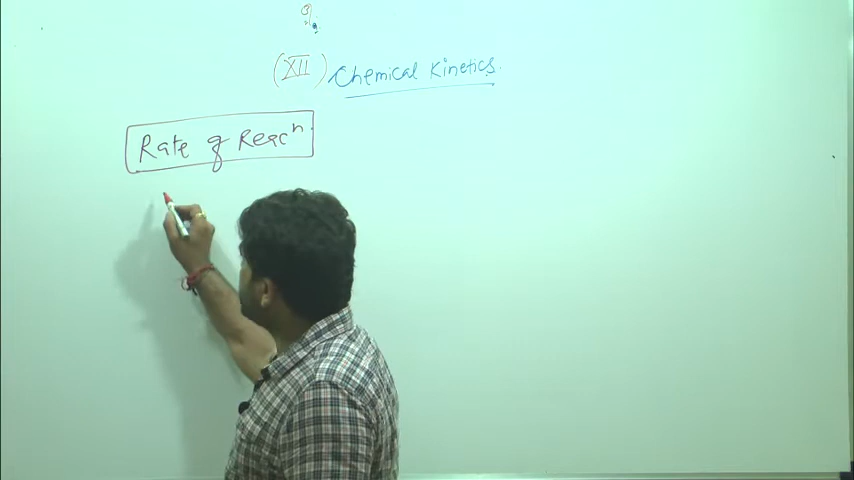 (XII) Chemical Kinetics.
Rate of Reacn